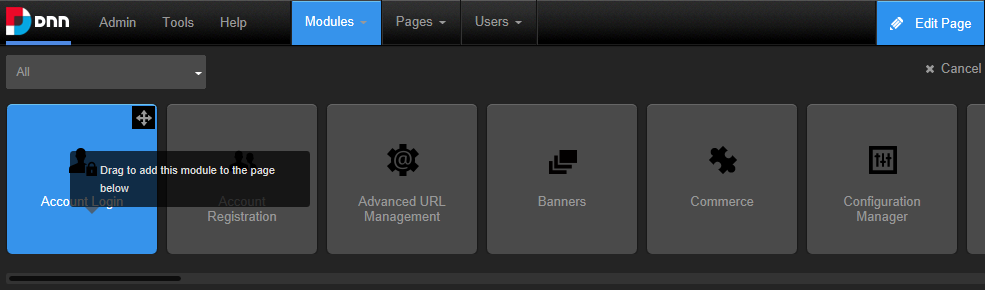 DNN Admin Tools Help Modules Pages Users Edit Page
All
Cancel
Drag to add this module to the page
below
Account Login
Account
Registration
Advanced URL
Management
Banners
Commerce
Configuration
Manager